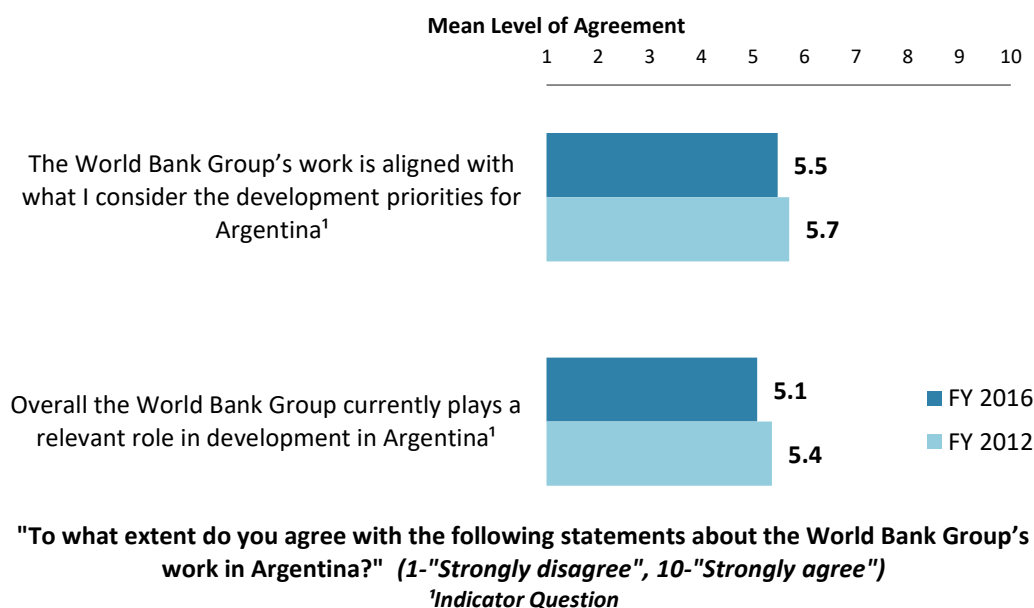 Mean Level of Agreement
1 2 3 4 5 6 7 8 9 10
The World Bank Group’s work is aligned with
what I consider the development priorities for
Argentina¹
5.5
5.7
Overall the World Bank Group currently plays a
relevant role in development in Argentina¹
5.1
5.4
FY 2016
FY 2012
"To what extent do you agree with the following statements about the World Bank Group’s
work in Argentina?" (1-"Strongly disagree", 10-"Strongly agree")
¹Indicator Question